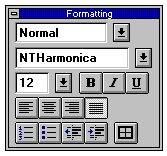 Formatting
Normal
NTHarmonica
12 B I U